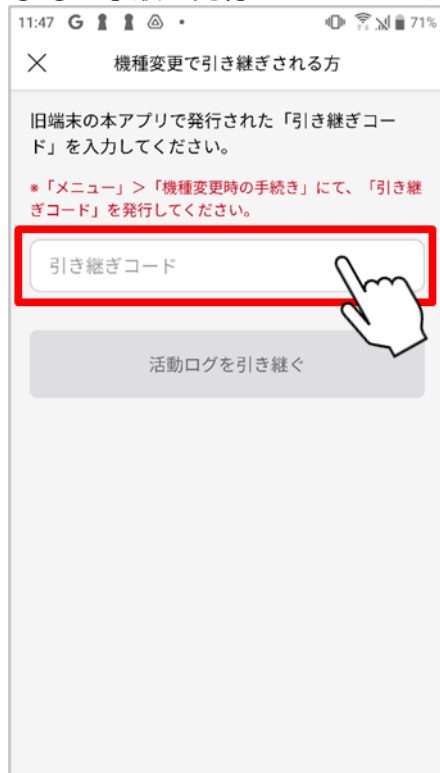 11:47 G
71%
機種変更で引き継ぎされる方
旧端末の本アプリで発行された「引き継ぎコー
ド」を入力してください。
※「メニュー」>「機種変更時の手続き」にて、「引き継
ぎコード」を発行してください。
引き継ぎコード
活動ログを引き継ぐ